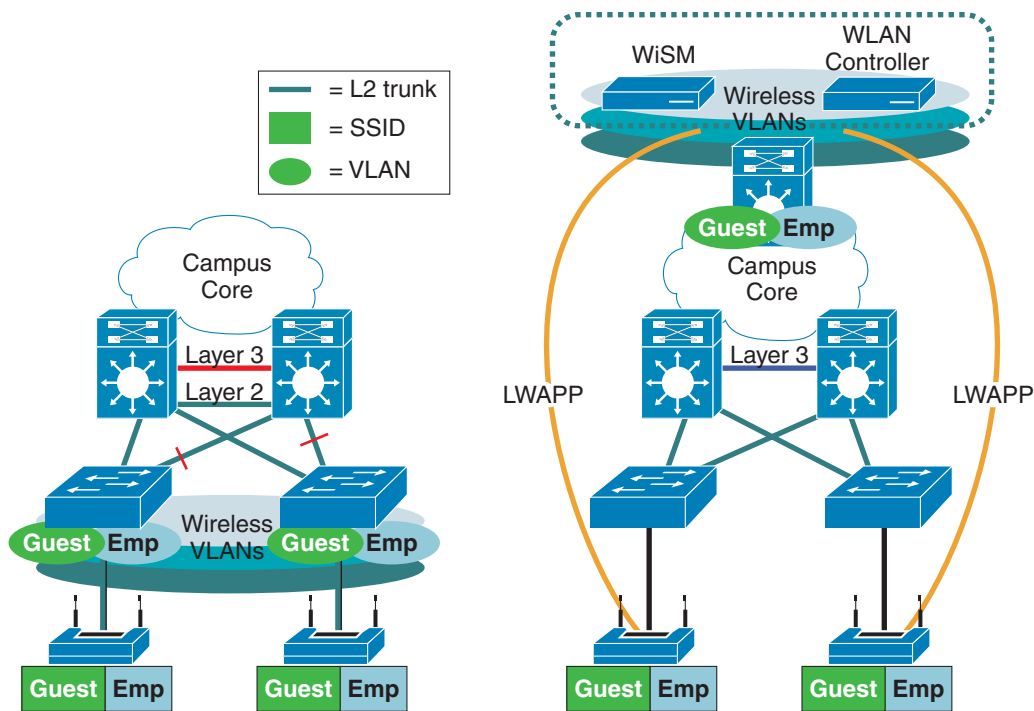 = L2 trunk
= SSID
= VLAN
Campus
Core
Layer 3
Layer 2
Wireless
VLANs
Guest Emp
Guest Emp
Guest Emp
Guest Emp
WiSM
WLAN
Controller
Wireless
VLANs
Guest Emp
Campus
Core
Layer 3
LWAPP
LWAPP
Guest Emp
Guest Emp